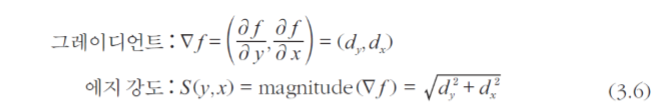 그레이디언트 : ∇f = (∂f/∂y, ∂f/∂x) = (d_y, d_x)
에지 강도 : S(y,x) = magnitude(∇f) = √(d_y² + d_x²) (3.6)